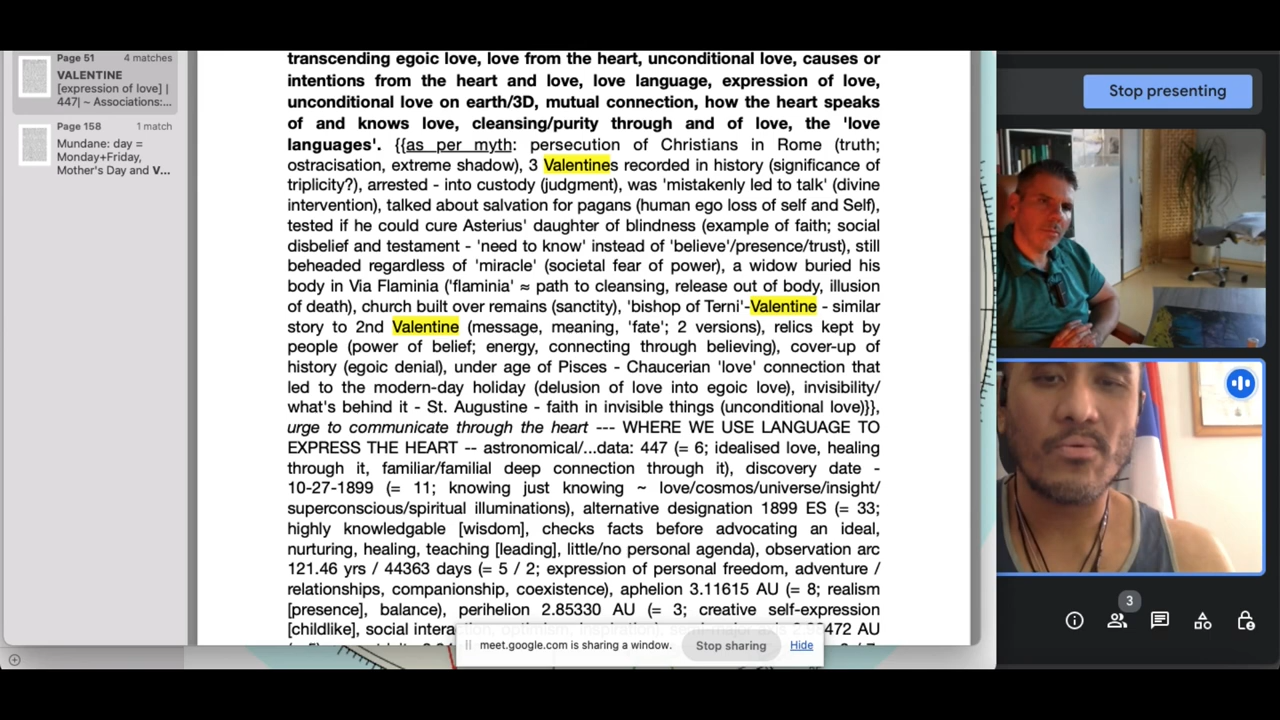 Page 51 4 matches
VALENTINE
[expression of love] |
447| ~ Associations:...
Page 158 1 match
Mundane: day =
Monday+Friday,
Mother's Day and V...
transcending egoic love, love from the heart, unconditional love, causes or
intentions from the heart and love, love language, expression of love,
unconditional love on earth/3D, mutual connection, how the heart speaks
of and knows love, cleansing/purity through and of love, the 'love
languages'. {{as per myth: persecution of Christians in Rome (truth;
ostracisation, extreme shadow), 3 Valentines recorded in history (significance of
triplicity?), arrested - into custody (judgment), was 'mistakenly led to talk' (divine
intervention), talked about salvation for pagans (human ego loss of self and Self),
tested if he could cure Asterius' daughter of blindness (example of faith; social
disbelief and testament - 'need to know' instead of 'believe'/presence/trust), still
beheaded regardless of 'miracle' (societal fear of power), a widow buried his
body in Via Flaminia ('flaminia' ≈ path to cleansing, release out of body, illusion
of death), church built over remains (sanctity), 'bishop of Terni'-Valentine - similar
story to 2nd Valentine (message, meaning, 'fate'; 2 versions), relics kept by
people (power of belief; energy, connecting through believing), cover-up of
history (egoic denial), under age of Pisces - Chaucerian 'love' connection that
led to the modern-day holiday (delusion of love into egoic love), invisibility/
what's behind it - St. Augustine - faith in invisible things (unconditional love)}},
urge to communicate through the heart --- WHERE WE USE LANGUAGE TO
EXPRESS THE HEART -- astronomical/...data: 447 (= 6; idealised love, healing
through it, familiar/familial deep connection through it), discovery date -
10-27-1899 (= 11; knowing just knowing ~ love/cosmos/universe/insight/
superconscious/spiritual illuminations), alternative designation 1899 ES (= 33;
highly knowledgable [wisdom], checks facts before advocating an ideal,
nurturing, healing, teaching [leading], little/no personal agenda), observation arc
121.46 yrs / 44363 days (= 5 / 2; expression of personal freedom, adventure /
relationships, companionship, coexistence), aphelion 3.11615 AU (= 8; realism
[presence], balance), perihelion 2.85330 AU (= 3; creative self-expression
[childlike], social interaction, optimism, inspiration), semi-major axis AU
meet.google.com is sharing a window. Stop sharing Hide
Stop presenting
3